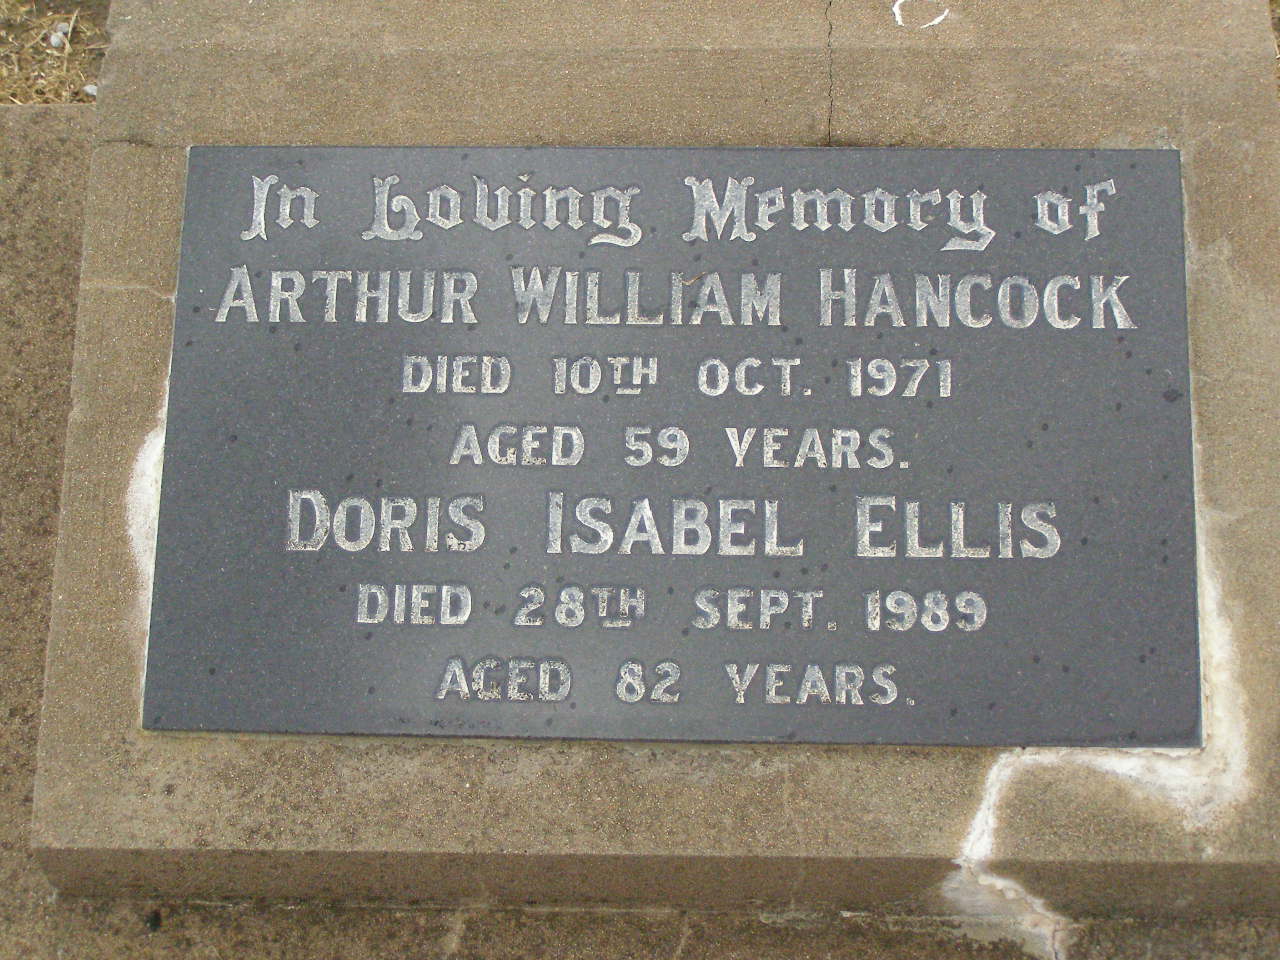 In Loving Memory of
ARTHUR WILLIAM HANCOCK
DIED 10TH OCT. 1971
AGED 59 YEARS.
DORIS ISABEL ELLIS
DIED 28TH SEPT. 1989
AGED 82 YEARS.